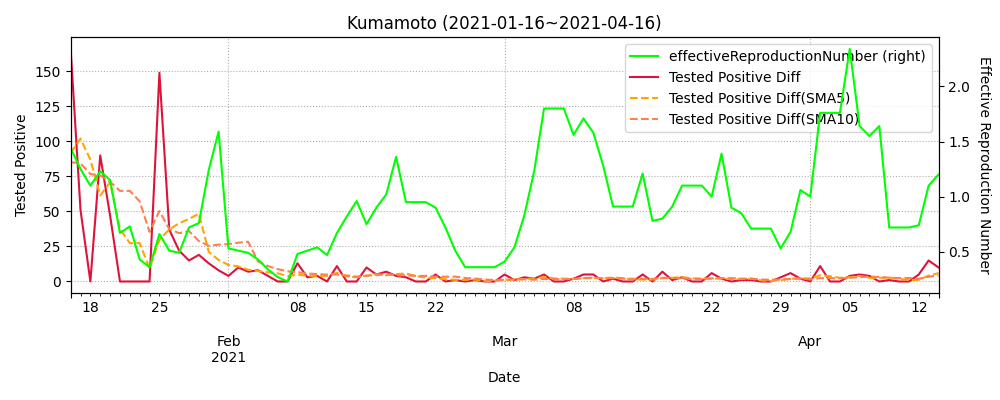 Kumamoto (2021-01-16~2021-04-16)
effectiveReproductionNumber (right)
Tested Positive Diff
Tested Positive Diff(SMA5)
Tested Positive Diff(SMA10)
Tested Positive
150
125
100
75
50
25
0
2.0
1.5
1.0
0.5
Effective Reproduction Number
18 25 08 15 22 08 15 22 29 05 12
Feb Mar Apr
2021
Date